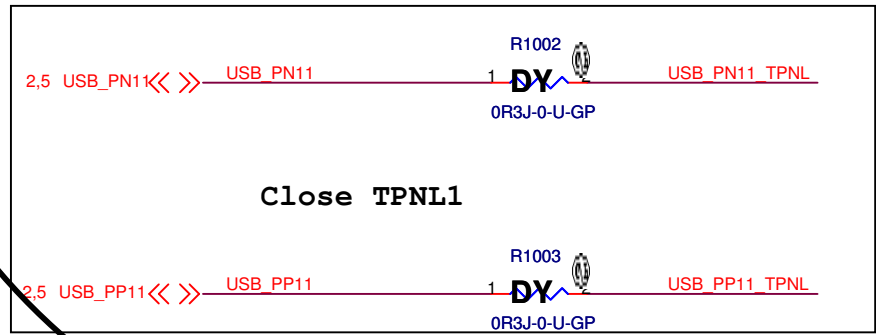 R1002
2,5 USB_PN11 USB_PN11 1 DY 2 USB_PN11_TPNL
0R3J-0-U-GP
Close TPNL1
R1003
2,5 USB_PP11 USB_PP11 1 DY 2 USB_PP11_TPNL
0R3J-0-U-GP